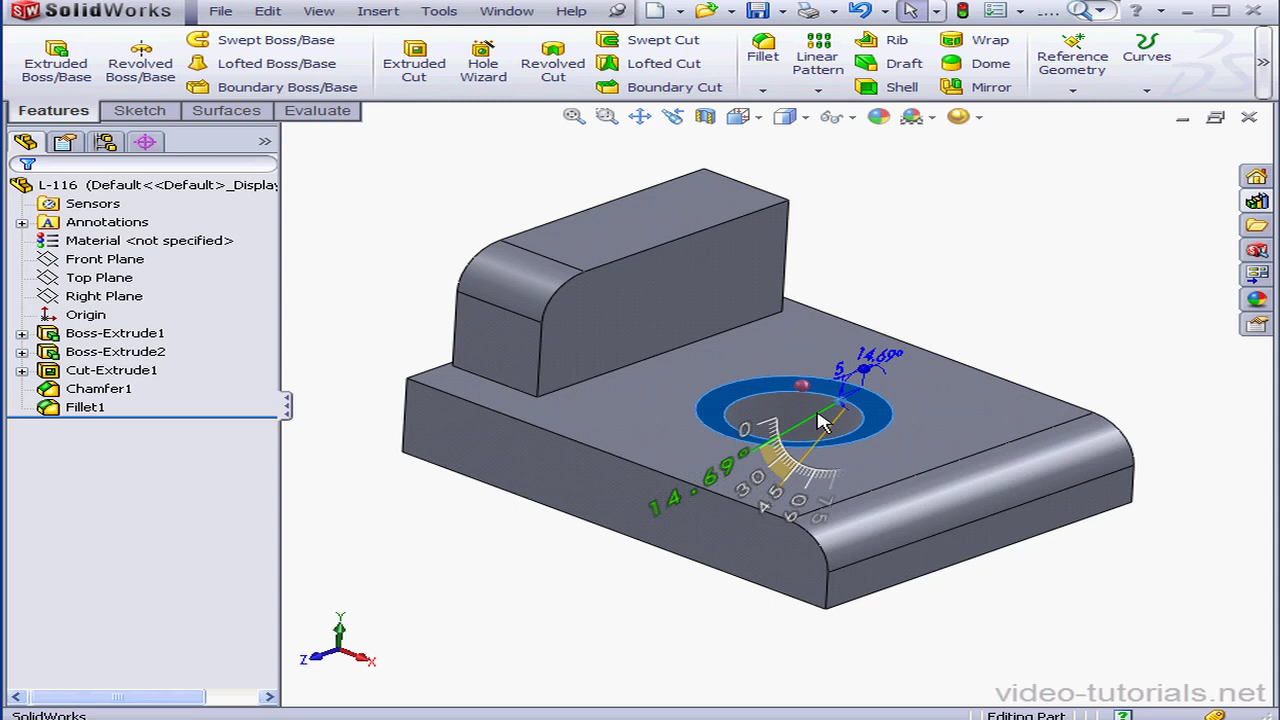 SolidWorks File Edit View Insert Tools Window Help ... ?
Extruded Boss/Base
Revolved Boss/Base
Swept Boss/Base
Lofted Boss/Base
Boundary Boss/Base
Extruded Cut
Hole Wizard
Revolved Cut
Swept Cut
Lofted Cut
Boundary Cut
Fillet
Linear Pattern
Rib
Draft
Shell
Wrap
Dome
Mirror
Reference Geometry
Curves
Features Sketch Surfaces Evaluate
L-116 (Default<<Default>_Display
Sensors
Annotations
Material <not specified>
Front Plane
Top Plane
Right Plane
Origin
Boss-Extrude1
Boss-Extrude2
Cut-Extrude1
Chamfer1
Fillet1
14.69°
5
14.69°
0
30
45
60
75
Y
Z
X
video-tutorials.net
SolidWorks Editing Part